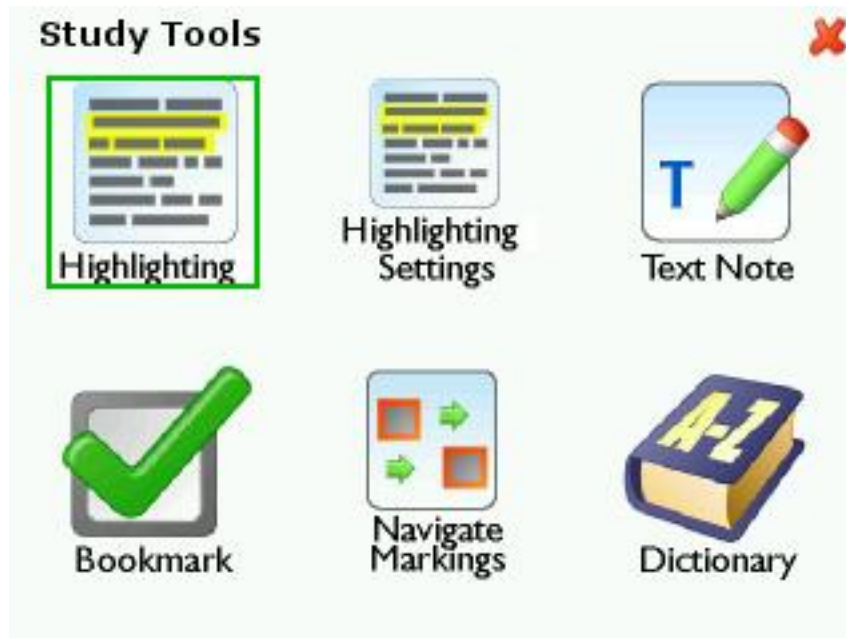 Study Tools
Highlighting
Highlighting
Settings
T
Text Note
Bookmark
Navigate
Markings
A-Z
Dictionary